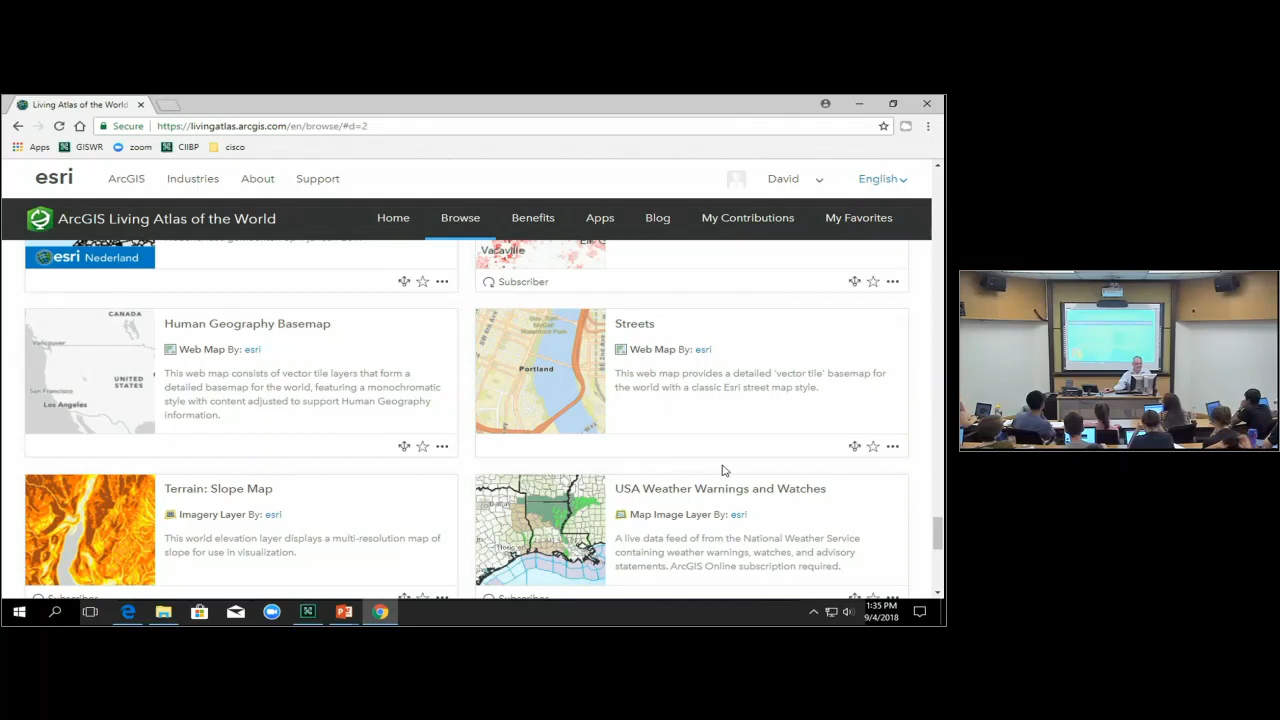 Living Atlas of the World
Secure
https://livingatlas.arcgis.com/en/browse/#d=2
Apps GISWR zoom CIIBP cisco
esri ArcGIS Industries About Support David English
ArcGIS Living Atlas of the World Home Browse Benefits Apps Blog My Contributions My Favorites
esri Nederland
Vacaville
Subscriber
CANADA
Vancouver
UNITED
STATES
San Francisco
Los Angeles
Human Geography Basemap
Web Map By: esri
This web map consists of vector tile layers that form a
detailed basemap for the world, featuring a monochromatic
style with content adjusted to support Human Geography
information.
Portland
Streets
Web Map By: esri
This web map provides a detailed 'vector tile' basemap for
the world with a classic Esri street map style.
Terrain: Slope Map
Imagery Layer By: esri
This world elevation layer displays a multi-resolution map of
slope for use in visualization.
USA Weather Warnings and Watches
Map Image Layer By: esri
A live data feed of from the National Weather Service
containing weather warnings, watches, and advisory
statements. ArcGIS Online subscription required.
1:35 PM
9/4/2018